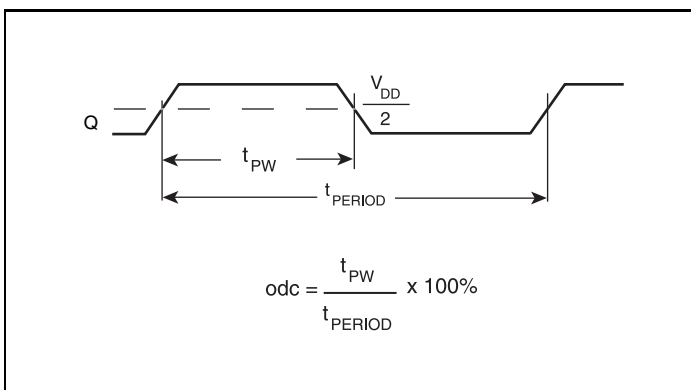 V_DD
2
Q
t_PW
t_PERIOD
odc = t_PW / t_PERIOD x 100%